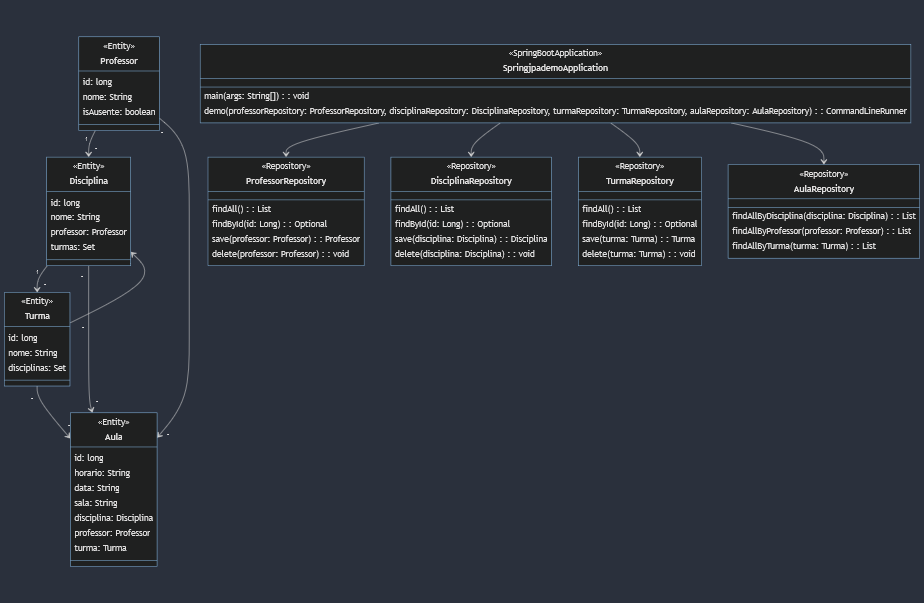 «Entity»
Professor
id: long
nome: String
isAusente: boolean
«SpringBootApplication»
SpringjpademoApplication
main(args: String[]) : : void
demo(professorRepository: ProfessorRepository, disciplinaRepository: DisciplinaRepository, turmaRepository: TurmaRepository, aulaRepository: AulaRepository) : : CommandLineRunner
«Entity»
Disciplina
id: long
nome: String
professor: Professor
turmas: Set
«Repository»
ProfessorRepository
findAll() : : List
findById(id: Long) : : Optional
save(professor: Professor) : : Professor
delete(professor: Professor) : : void
«Repository»
DisciplinaRepository
findAll() : : List
findById(id: Long) : : Optional
save(disciplina: Disciplina) : : Disciplina
delete(disciplina: Disciplina) : : void
«Repository»
TurmaRepository
findAll() : : List
findById(id: Long) : : Optional
save(turma: Turma) : : Turma
delete(turma: Turma) : : void
«Repository»
AulaRepository
findAllByDisciplina(disciplina: Disciplina) : : List
findAllByProfessor(professor: Professor) : : List
findAllByTurma(turma: Turma) : : List
«Entity»
Turma
id: long
nome: String
disciplinas: Set
«Entity»
Aula
id: long
horario: String
data: String
sala: String
disciplina: Disciplina
professor: Professor
turma: Turma